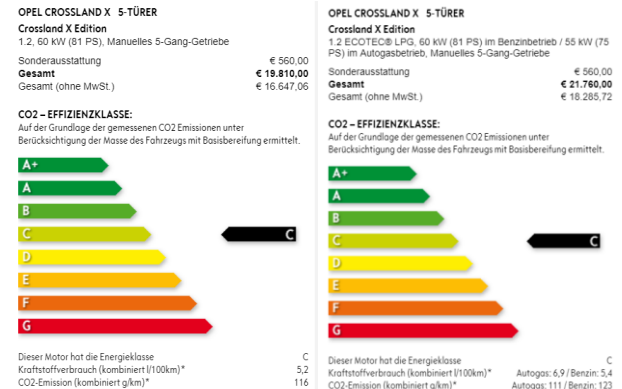 OPEL CROSSLAND X 5-TÜRER
Crossland X Edition
1.2, 60 kW (81 PS), Manuelles 5-Gang-Getriebe
Sonderausstattung € 560,00
Gesamt € 19.810,00
Gesamt (ohne MwSt.) € 16.647,06
CO2 – EFFIZIENZKLASSE:
Auf der Grundlage der gemessenen CO2 Emissionen unter
Berücksichtigung der Masse des Fahrzeugs mit Basisbereifung ermittelt.
A+
A
B
C C
D
E
F
G
Dieser Motor hat die Energieklasse C
Kraftstoffverbrauch (kombiniert l/100km)* 5,2
CO2-Emission (kombiniert g/km)* 116
OPEL CROSSLAND X 5-TÜRER
Crossland X Edition
1.2 ECOTEC® LPG, 60 kW (81 PS) im Benzinbetrieb / 55 kW (75
PS) im Autogasbetrieb, Manuelles 5-Gang-Getriebe
Sonderausstattung € 560,00
Gesamt € 21.760,00
Gesamt (ohne MwSt.) € 18.285,72
CO2 – EFFIZIENZKLASSE:
Auf der Grundlage der gemessenen CO2 Emissionen unter
Berücksichtigung der Masse des Fahrzeugs mit Basisbereifung ermittelt.
A+
A
B
C C
D
E
F
G
Dieser Motor hat die Energieklasse C
Kraftstoffverbrauch (kombiniert l/100km)* Autogas: 6,9 / Benzin: 5,4
CO2-Emission (kombiniert g/km)* Autogas: 111 / Benzin: 123